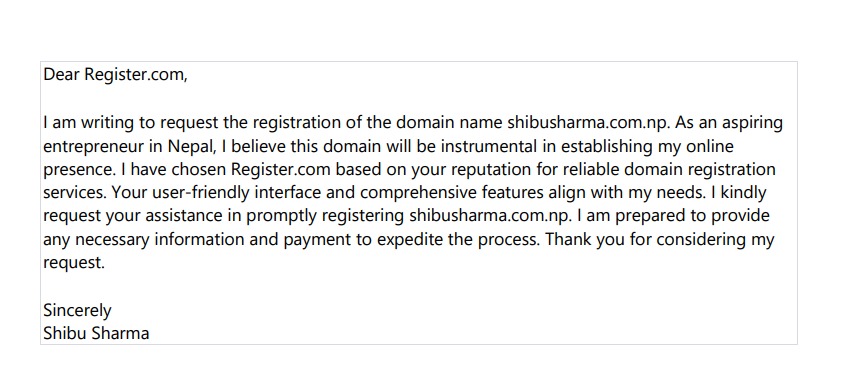 Dear Register.com,
I am writing to request the registration of the domain name shibusharma.com.np. As an aspiring
entrepreneur in Nepal, I believe this domain will be instrumental in establishing my online
presence. I have chosen Register.com based on your reputation for reliable domain registration
services. Your user-friendly interface and comprehensive features align with my needs. I kindly
request your assistance in promptly registering shibusharma.com.np. I am prepared to provide
any necessary information and payment to expedite the process. Thank you for considering my
request.
Sincerely
Shibu Sharma